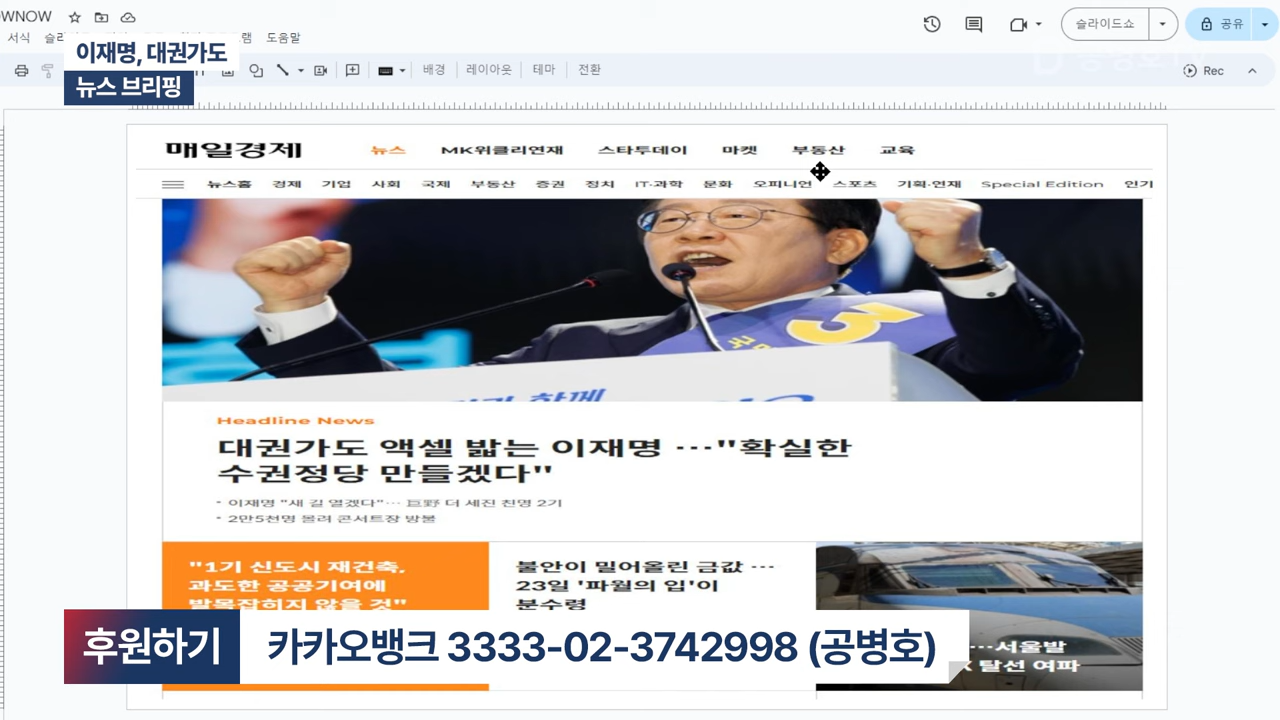 WNOW
서식
도움말
슬라이드쇼
공유
이재명, 대권가도
뉴스 브리핑
배경
레이아웃
테마
전환
Rec
매일경제
뉴스
MK위클리연재
스타투데이
마켓
부동산
교육
뉴스홈
경제
기업
사회
국제
부동산
증권
정치
IT·과학
문화
오피니언
스포츠
기획·연재
Special Edition
인기
3
함께
Headline News
대권가도 액셀 밟는 이재명 …"확실한
수권정당 만들겠다"
- 이재명 "새 길 열겠다"… 巨野 더 세진 친명 2기
- 2만5천명 몰려 콘서트장 방불
"1기 신도시 재건축,
과도한 공공기여에
발목잡히지 않을 것"
불안이 밀어올린 금값 …
23일 '파월의 입'이
분수령
…서울발
탈선 여파
후원하기
카카오뱅크 3333-02-3742998 (공병호)